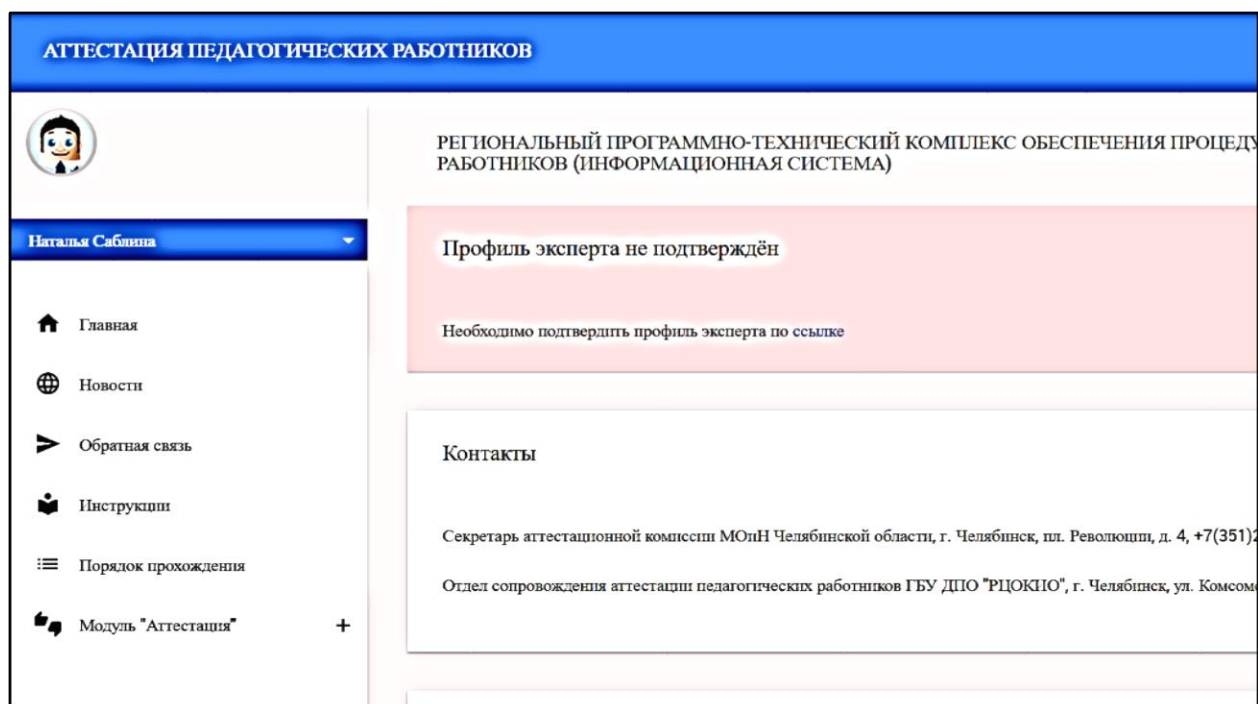 АТТЕСТАЦИЯ ПЕДАГОГИЧЕСКИХ РАБОТНИКОВ
РЕГИОНАЛЬНЫЙ ПРОГРАММНО-ТЕХНИЧЕСКИЙ КОМПЛЕКС ОБЕСПЕЧЕНИЯ ПРОЦЕДУ
РАБОТНИКОВ (ИНФОРМАЦИОННАЯ СИСТЕМА)
Наталья Саблина
Главная
Новости
Обратная связь
Инструкции
Порядок прохождения
Модуль "Аттестация" +
Профиль эксперта не подтверждён
Необходимо подтвердить профиль эксперта по ссылке
Контакты
Секретарь аттестационной комиссии МОиН Челябинской области, г. Челябинск, пл. Революции, д. 4, +7(351)2
Отдел сопровождения аттестации педагогических работников ГБУ ДПО "РЦОКИО", г. Челябинск, ул. Комсом